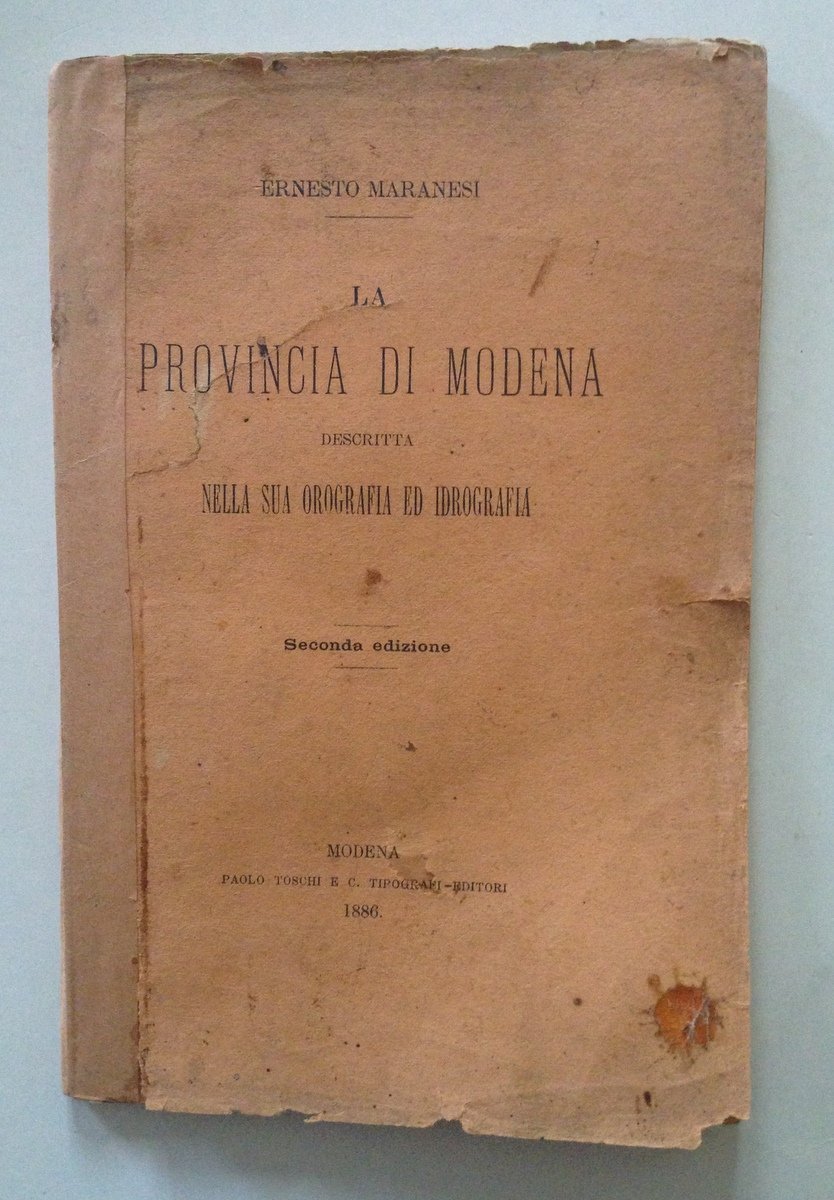 ERNESTO MARANESI
LA
PROVINCIA DI MODENA
DESCRITTA
NELLA SUA OROGRAFIA ED IDROGRAFIA
Seconda edizione
MODENA
PAOLO TOSCHI E C. TIPOGRAFI-EDITORI
1886.